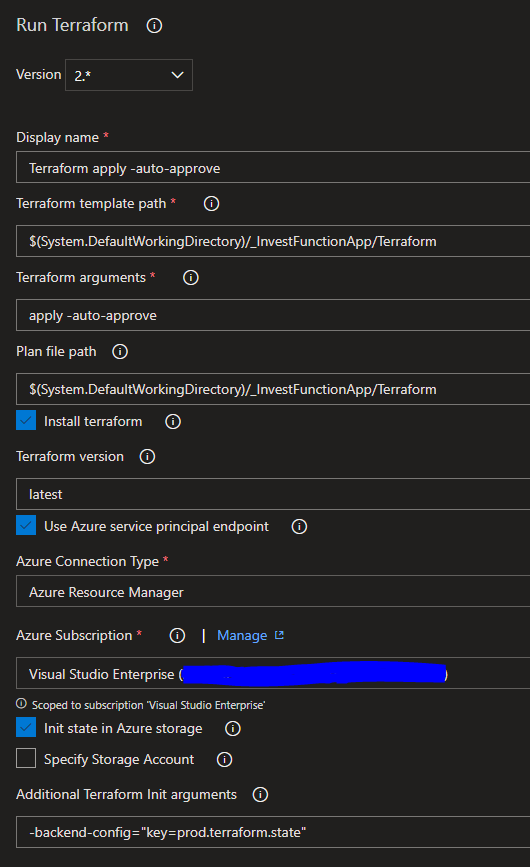 Run Terraform
Version 2.*
Display name *
Terraform apply -auto-approve
Terraform template path *
$(System.DefaultWorkingDirectory)/_InvestFunctionApp/Terraform
Terraform arguments *
apply -auto-approve
Plan file path
$(System.DefaultWorkingDirectory)/_InvestFunctionApp/Terraform
Install terraform
Terraform version
latest
Use Azure service principal endpoint
Azure Connection Type *
Azure Resource Manager
Azure Subscription * | Manage
Visual Studio Enterprise ( )
Scoped to subscription 'Visual Studio Enterprise'
Init state in Azure storage
Specify Storage Account
Additional Terraform Init arguments
-backend-config="key=prod.terraform.state"